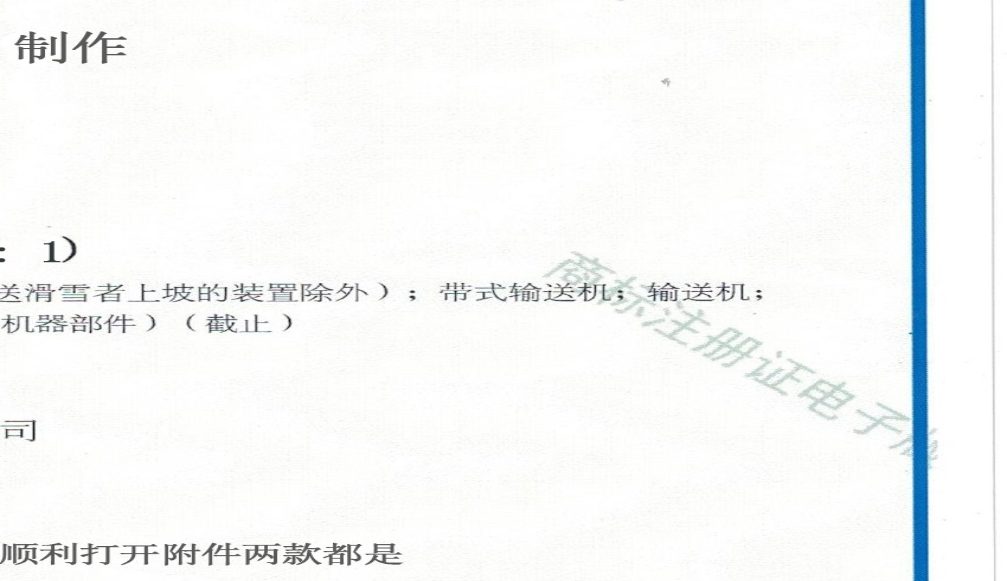 制作
: 1)
送滑雪者上坡的装置除外）；带式输送机；输送机；
机器部件）（截止）
商标注册证电子版
司
顺利打开附件两款都是